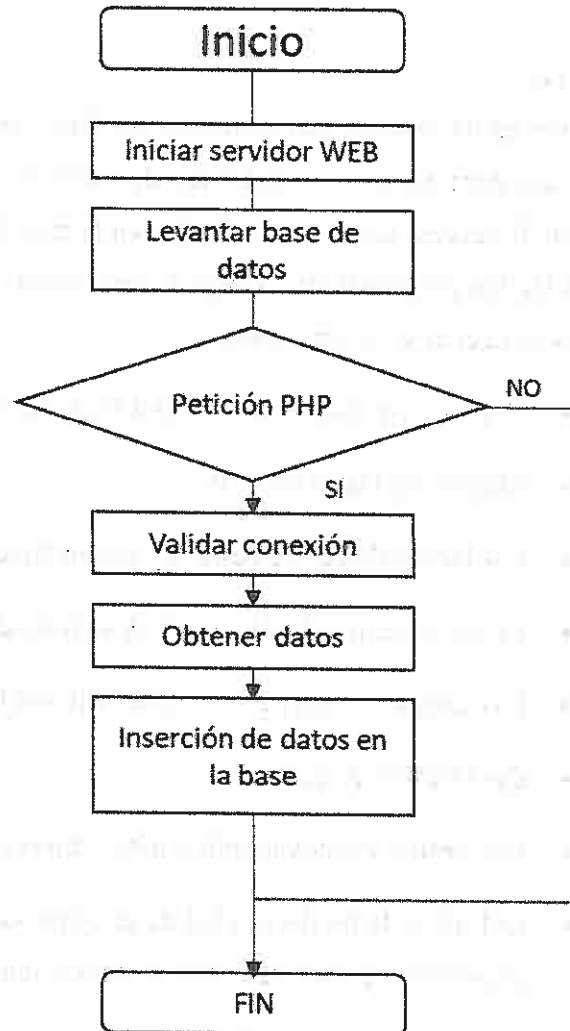 Inicio
Iniciar servidor WEB
Levantar base de
datos
Petición PHP
NO
SI
Validar conexión
Obtener datos
Inserción de datos en
la base
FIN